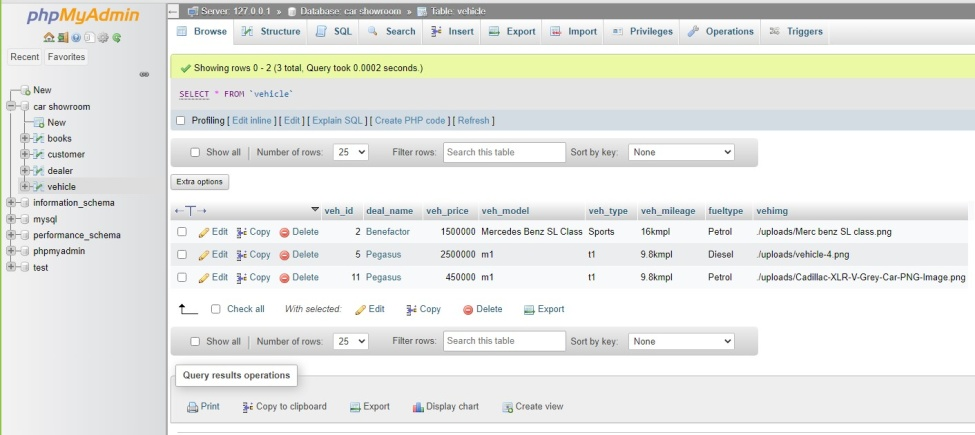 phpMyAdmin
Recent Favorites
New
car showroom
New
books
customer
dealer
vehicle
information_schema
mysql
performance_schema
phpmyadmin
test
Server: 127.0.0.1 » Database: car showroom » Table: vehicle
Browse Structure SQL Search Insert Export Import Privileges Operations Triggers
Showing rows 0 - 2 (3 total, Query took 0.0002 seconds.)
SELECT * FROM `vehicle`
Profiling [ Edit inline ] [ Edit ] [ Explain SQL ] [ Create PHP code ] [ Refresh ]
Show all Number of rows: 25 Filter rows: Search this table Sort by key: None
Extra options
←T→ veh_id deal_name veh_price veh_model veh_type veh_mileage fueltype vehimg
Edit Copy Delete 2 Benefactor 1500000 Mercedes Benz SL Class Sports 16kmpl Petrol ./uploads/Merc benz SL class.png
Edit Copy Delete 5 Pegasus 2500000 m1 t1 9.8kmpl Diesel ./uploads/vehicle-4.png
Edit Copy Delete 11 Pegasus 450000 m1 t1 9.8kmpl Petrol ./uploads/Cadillac-XLR-V-Grey-Car-PNG-Image.png
Check all With selected: Edit Copy Delete Export
Show all Number of rows: 25 Filter rows: Search this table Sort by key: None
Query results operations
Print Copy to clipboard Export Display chart Create view